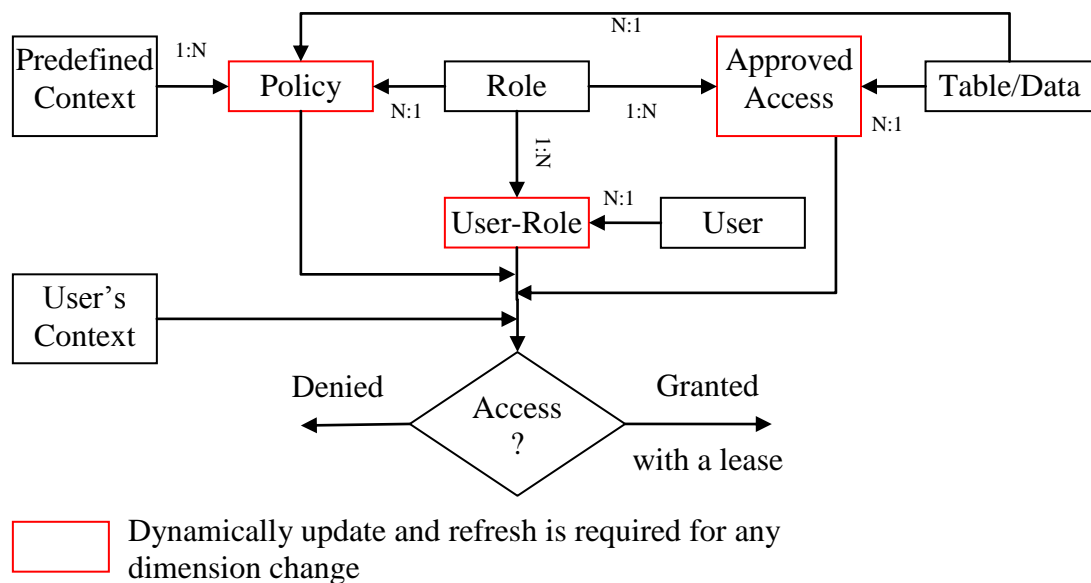 N:1
Predefined
Context
1:N
Policy
N:1
Role
1:N
Approved
Access
N:1
Table/Data
1:N
User-Role
N:1
User
User’s
Context
Denied
Access
?
Granted
with a lease
Dynamically update and refresh is required for any
dimension change